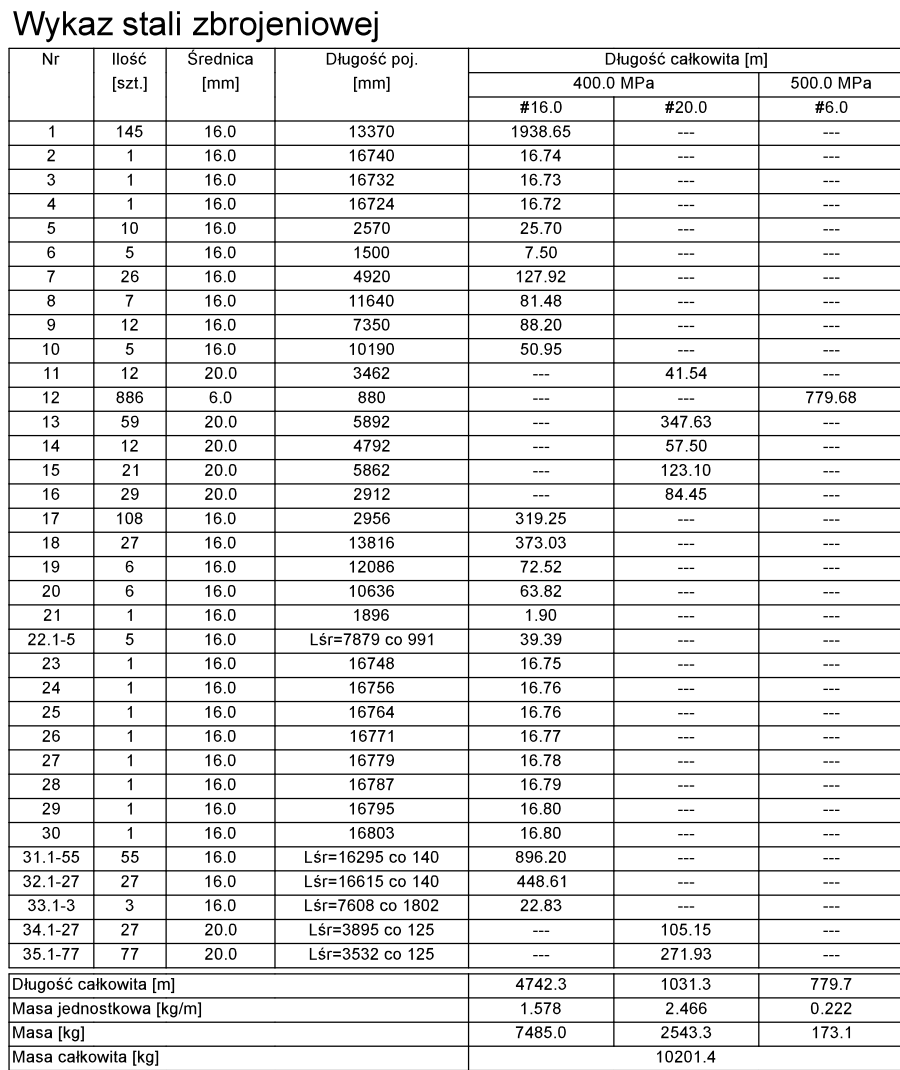 Wykaz stali zbrojeniowej
Nr Ilość Średnica Długość poj. Długość całkowita [m]
[szt.] [mm] [mm] 400.0 MPa 500.0 MPa
#16.0 #20.0 #6.0
1 145 16.0 13370 1938.65 --- ---
2 1 16.0 16740 16.74 --- ---
3 1 16.0 16732 16.73 --- ---
4 1 16.0 16724 16.72 --- ---
5 10 16.0 2570 25.70 --- ---
6 5 16.0 1500 7.50 --- ---
7 26 16.0 4920 127.92 --- ---
8 7 16.0 11640 81.48 --- ---
9 12 16.0 7350 88.20 --- ---
10 5 16.0 10190 50.95 --- ---
11 12 20.0 3462 --- 41.54 ---
12 886 6.0 880 --- --- 779.68
13 59 20.0 5892 --- 347.63 ---
14 12 20.0 4792 --- 57.50 ---
15 21 20.0 5862 --- 123.10 ---
16 29 20.0 2912 --- 84.45 ---
17 108 16.0 2956 319.25 --- ---
18 27 16.0 13816 373.03 --- ---
19 6 16.0 12086 72.52 --- ---
20 6 16.0 10636 63.82 --- ---
21 1 16.0 1896 1.90 --- ---
22.1-5 5 16.0 Lśr=7879 co 991 39.39 --- ---
23 1 16.0 16748 16.75 --- ---
24 1 16.0 16756 16.76 --- ---
25 1 16.0 16764 16.76 --- ---
26 1 16.0 16771 16.77 --- ---
27 1 16.0 16779 16.78 --- ---
28 1 16.0 16787 16.79 --- ---
29 1 16.0 16795 16.80 --- ---
30 1 16.0 16803 16.80 --- ---
31.1-55 55 16.0 Lśr=16295 co 140 896.20 --- ---
32.1-27 27 16.0 Lśr=16615 co 140 448.61 --- ---
33.1-3 3 16.0 Lśr=7608 co 1802 22.83 --- ---
34.1-27 27 20.0 Lśr=3895 co 125 --- 105.15 ---
35.1-77 77 20.0 Lśr=3532 co 125 --- 271.93 ---
Długość całkowita [m] 4742.3 1031.3 779.7
Masa jednostkowa [kg/m] 1.578 2.466 0.222
Masa [kg] 7485.0 2543.3 173.1
Masa całkowita [kg] 10201.4